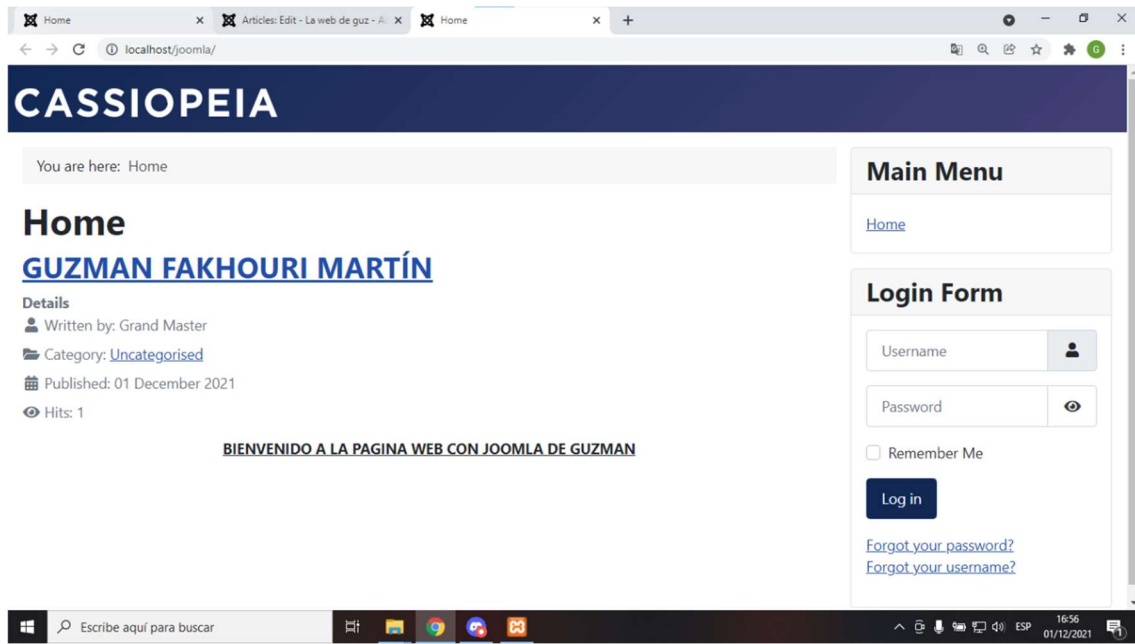 Home
Articles: Edit - La web de guz - A
Home
localhost/joomla/
G
CASSIOPEIA
You are here: Home
Home
GUZMAN FAKHOURI MARTÍN
Details
Written by: Grand Master
Category: Uncategorised
Published: 01 December 2021
Hits: 1
BIENVENIDO A LA PAGINA WEB CON JOOMLA DE GUZMAN
Main Menu
Home
Login Form
Username
Password
Remember Me
Log in
Forgot your password?
Forgot your username?
Escribe aquí para buscar
ESP
16:56
01/12/2021
1